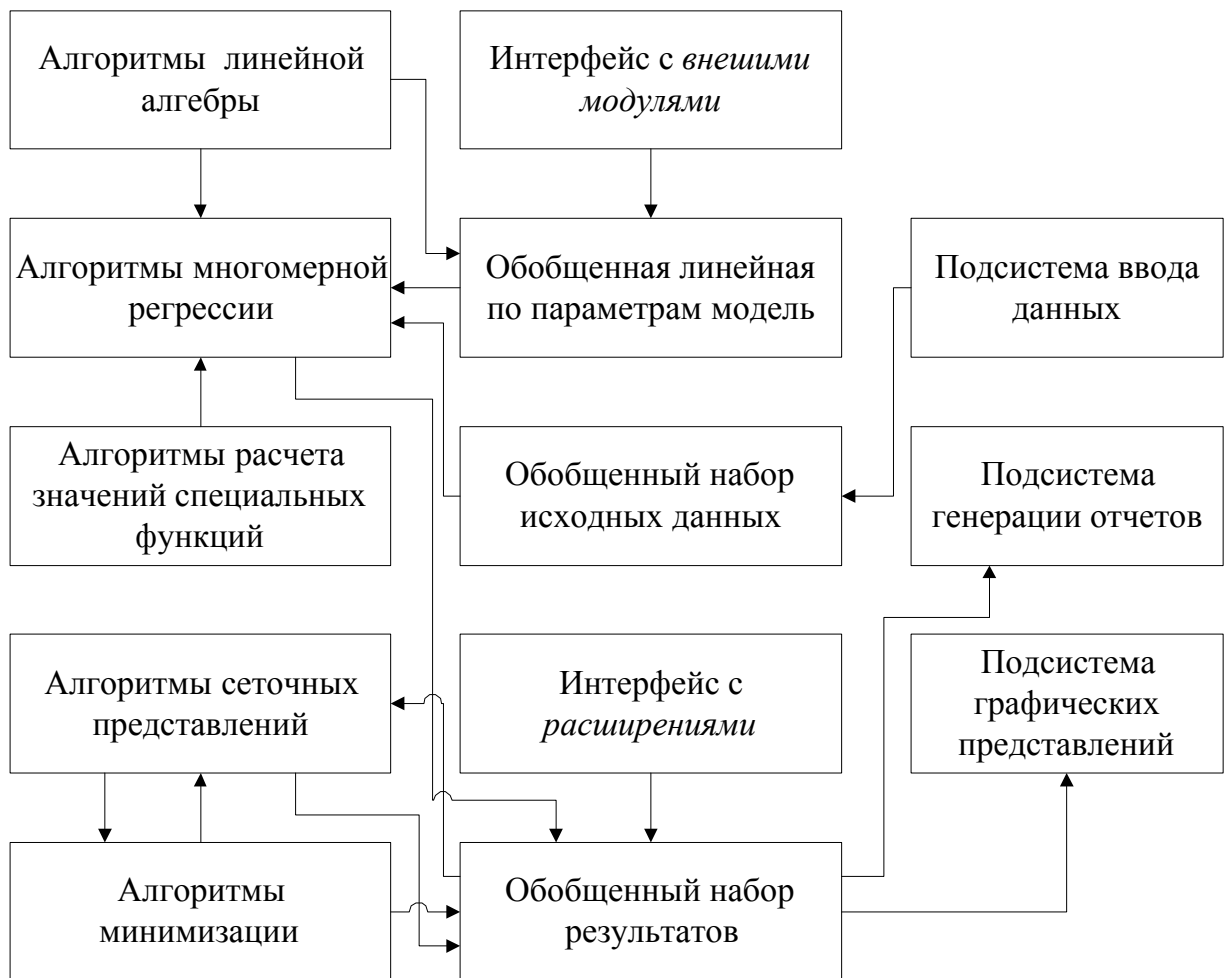 Алгоритмы линейной
алгебры
Интерфейс с внешими
модулями
Алгоритмы многомерной
регрессии
Обобщенная линейная
по параметрам модель
Подсистема ввода
данных
Алгоритмы расчета
значений специальных
функций
Обобщенный набор
исходных данных
Подсистема
генерации отчетов
Алгоритмы сеточных
представлений
Интерфейс с
расширениями
Подсистема
графических
представлений
Алгоритмы
минимизации
Обобщенный набор
результатов